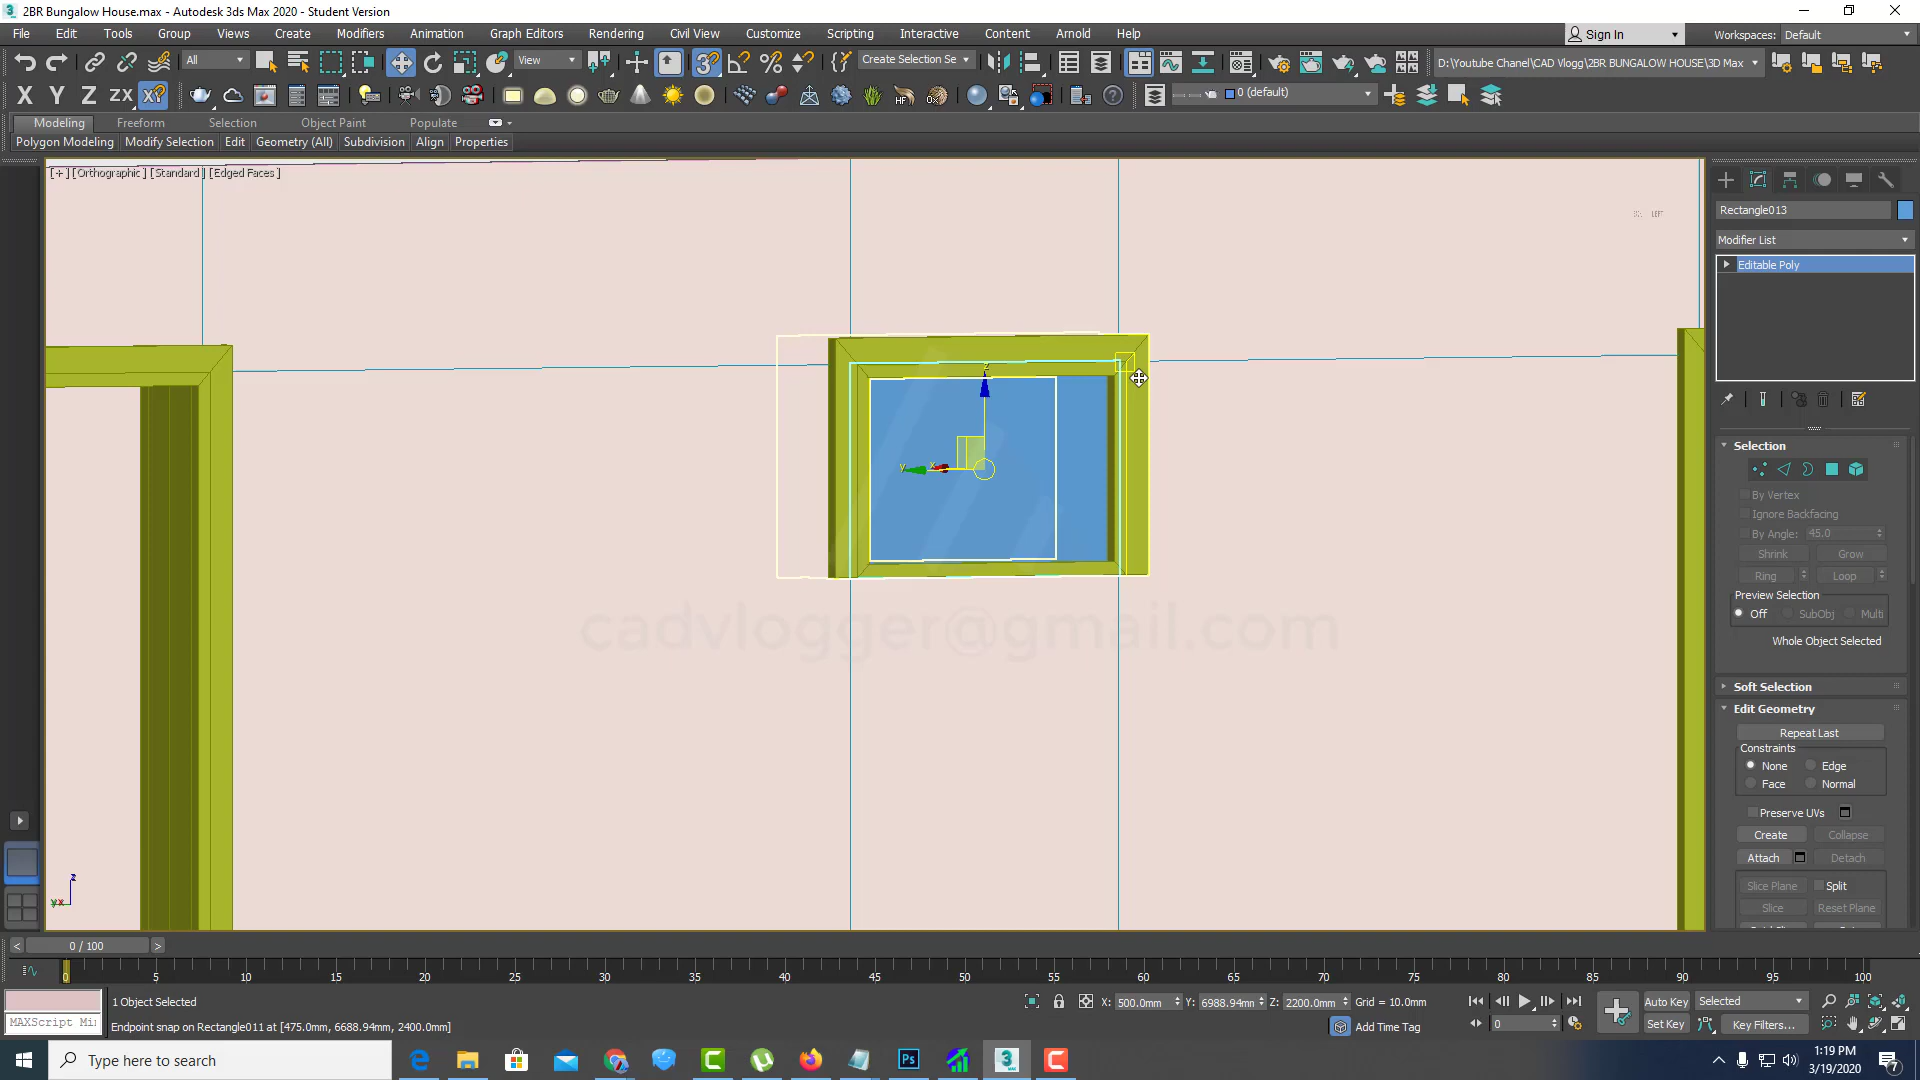 2BR Bungalow House.max - Autodesk 3ds Max 2020 - Student Version
File Edit Tools Group Views Create Modifiers Animation Graph Editors Rendering Civil View Customize Scripting Interactive Content Arnold Help
Sign In
Workspaces: Default
All
View
Create Selection Se
D:\Youtube Chanel\CAD Vlogg\2BR BUNGALOW HOUSE\3D Max
X Y Z ZX XY
0 (default)
Modeling Freeform Selection Object Paint Populate
Polygon Modeling Modify Selection Edit Geometry (All) Subdivision Align Properties
[+] [Orthographic] [Standard] [Edged Faces]
LEFT
Rectangle013
Modifier List
Editable Poly
Selection
By Vertex
Ignore Backfacing
By Angle: 45.0
Shrink Grow
Ring Loop
Preview Selection
Off SubObj Multi
Whole Object Selected
Soft Selection
Edit Geometry
Repeat Last
Constraints
None Edge
Face Normal
Preserve UVs
Create Collapse
Attach Detach
Slice Plane Split
Slice Reset Plane
z
y x
cadvlogger@gmail.com
0 / 100
0 5 10 15 20 25 30 35 40 45 50 55 60 65 70 75 80 85 90 95 100
1 Object Selected
X: 500.0mm Y: 6988.94mm Z: 2200.0mm Grid = 10.0mm
Auto Key Selected
MAXScript Mi
Endpoint snap on Rectangle011 at [475.0mm, 6688.94mm, 2400.0mm]
Add Time Tag
0
Set Key Key Filters...
Type here to search
1:19 PM
3/19/2020